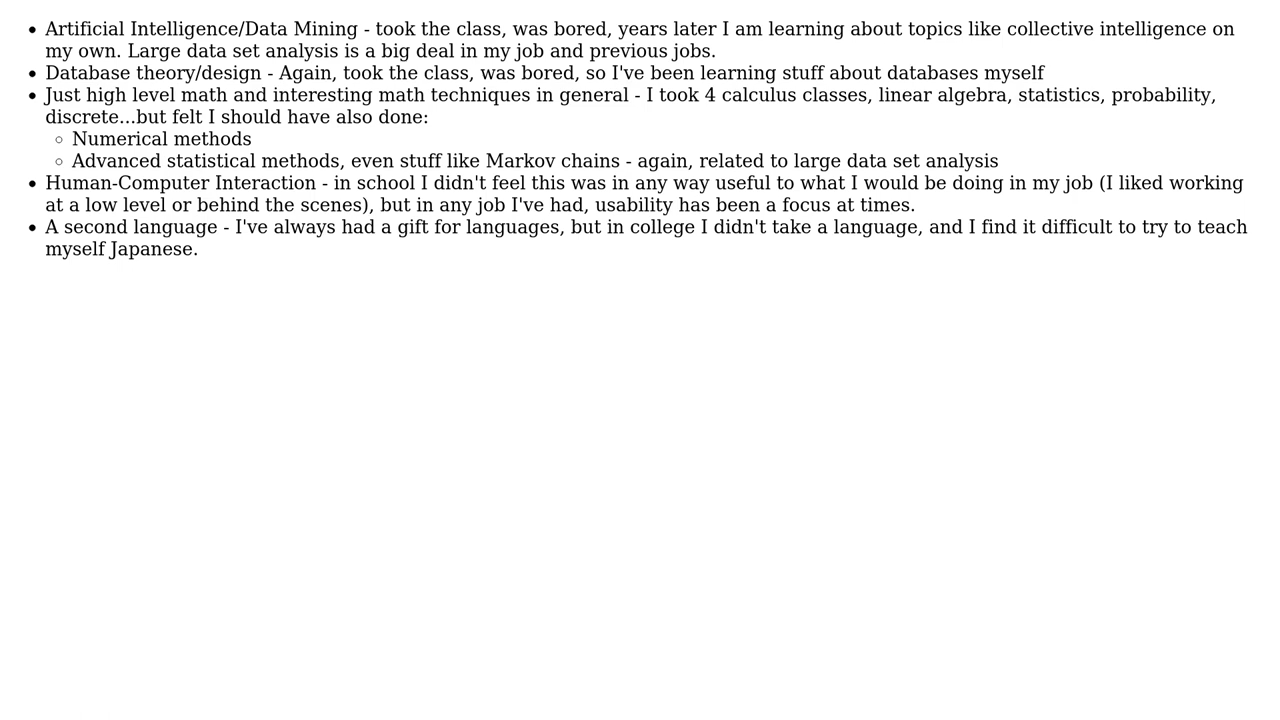 • Artificial Intelligence/Data Mining - took the class, was bored, years later I am learning about topics like collective intelligence on
my own. Large data set analysis is a big deal in my job and previous jobs.
• Database theory/design - Again, took the class, was bored, so I've been learning stuff about databases myself
• Just high level math and interesting math techniques in general - I took 4 calculus classes, linear algebra, statistics, probability,
discrete...but felt I should have also done:
◦ Numerical methods
◦ Advanced statistical methods, even stuff like Markov chains - again, related to large data set analysis
• Human-Computer Interaction - in school I didn't feel this was in any way useful to what I would be doing in my job (I liked working
at a low level or behind the scenes), but in any job I've had, usability has been a focus at times.
• A second language - I've always had a gift for languages, but in college I didn't take a language, and I find it difficult to try to teach
myself Japanese.